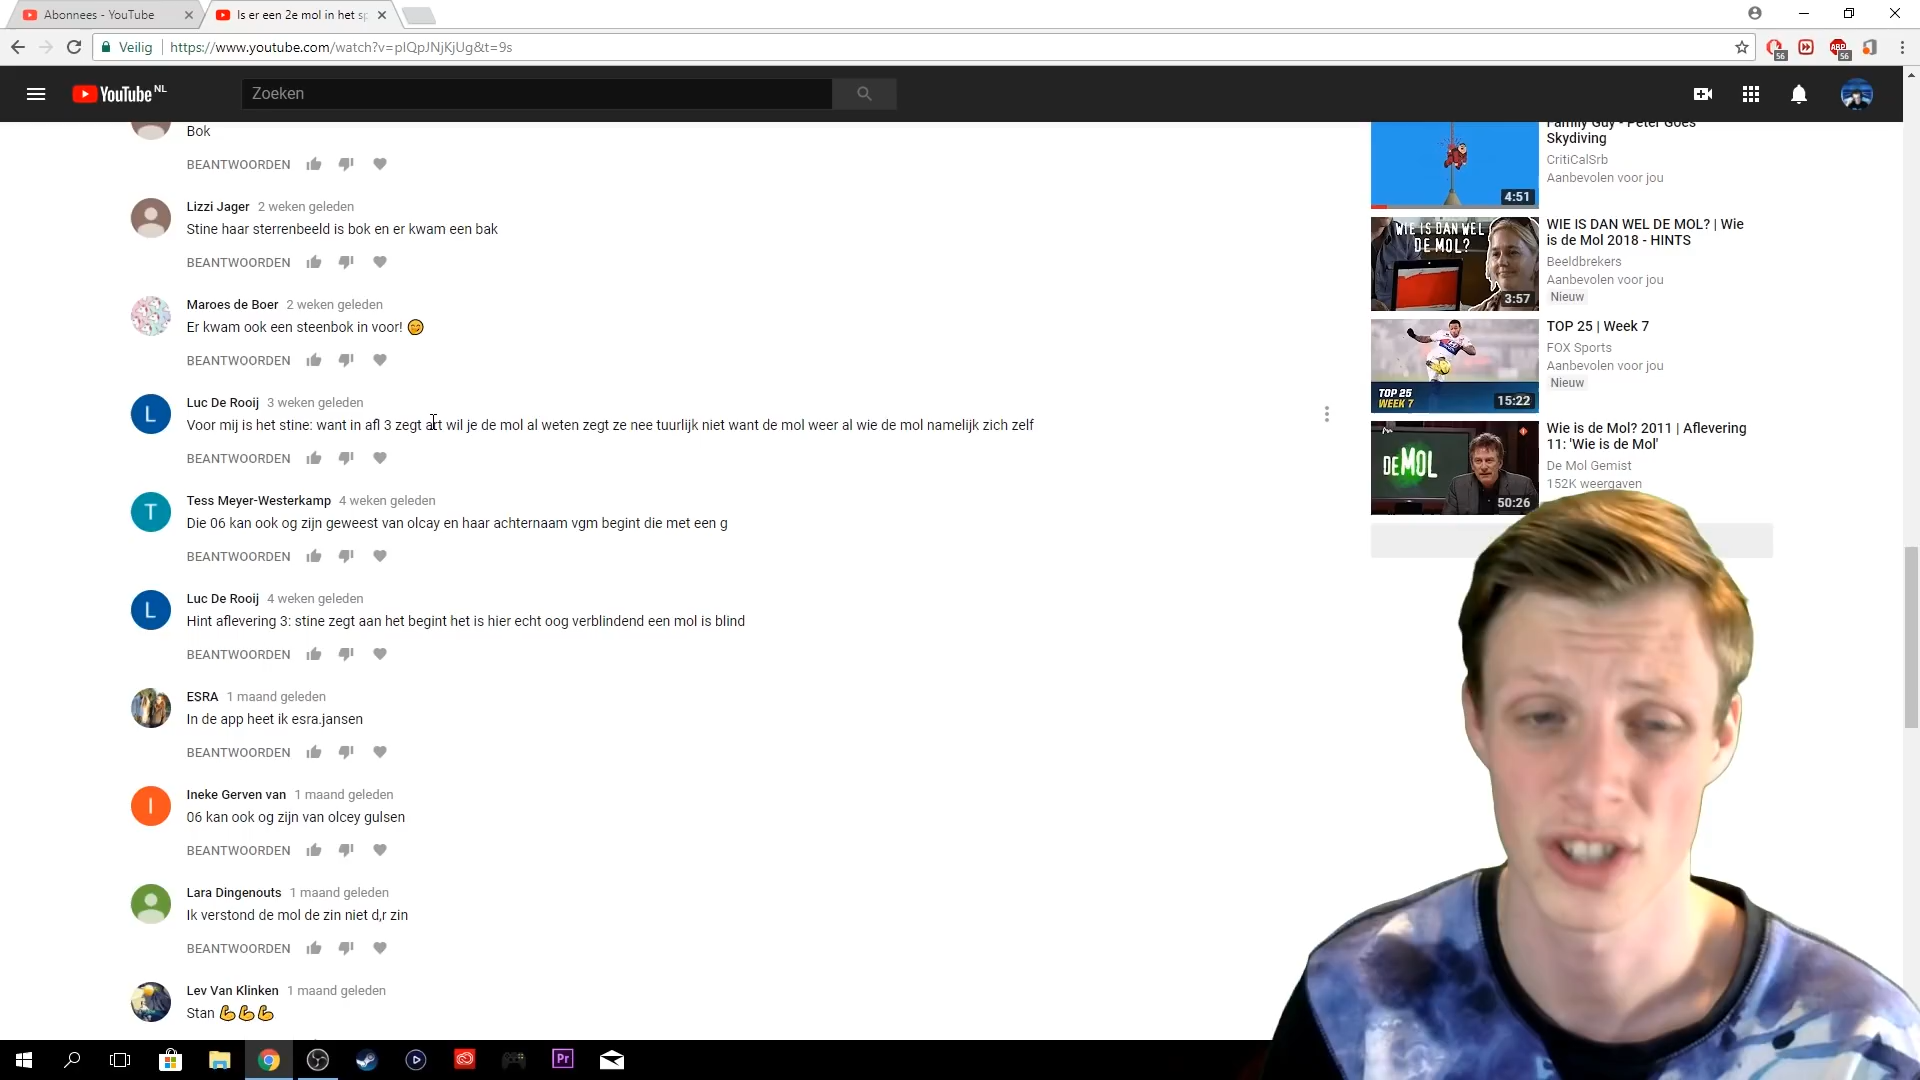 Abonnees - YouTube
Is er een 2e mol in het sp
Veilig
https://www.youtube.com/watch?v=pIQpJNjKjUg&t=9s
56
ABP
56
YouTube NL
Zoeken
Bok
BEANTWOORDEN
Lizzi Jager 2 weken geleden
Stine haar sterrenbeeld is bok en er kwam een bak
BEANTWOORDEN
Maroes de Boer 2 weken geleden
Er kwam ook een steenbok in voor! 😊
BEANTWOORDEN
L
Luc De Rooij 3 weken geleden
Voor mij is het stine: want in afl 3 zegt art wil je de mol al weten zegt ze nee tuurlijk niet want de mol weer al wie de mol namelijk zich zelf
BEANTWOORDEN
T
Tess Meyer-Westerkamp 4 weken geleden
Die 06 kan ook og zijn geweest van olcay en haar achternaam vgm begint die met een g
BEANTWOORDEN
L
Luc De Rooij 4 weken geleden
Hint aflevering 3: stine zegt aan het begint het is hier echt oog verblindend een mol is blind
BEANTWOORDEN
ESRA 1 maand geleden
In de app heet ik esra.jansen
BEANTWOORDEN
I
Ineke Gerven van 1 maand geleden
06 kan ook og zijn van olcey gulsen
BEANTWOORDEN
Lara Dingenouts 1 maand geleden
Ik verstond de mol de zin niet d,r zin
BEANTWOORDEN
Lev Van Klinken 1 maand geleden
Stan 💪💪💪
Family Guy - Peter Goes
Skydiving
CritiCalSrb
Aanbevolen voor jou
4:51
WIE IS DAN WEL
DE MOL?
3:57
WIE IS DAN WEL DE MOL? | Wie
is de Mol 2018 - HINTS
Beeldbrekers
Aanbevolen voor jou
Nieuw
TOP 25
WEEK 7
15:22
TOP 25 | Week 7
FOX Sports
Aanbevolen voor jou
Nieuw
DE MOL
50:26
Wie is de Mol? 2011 | Aflevering
11: 'Wie is de Mol'
De Mol Gemist
152K weergaven
Pr